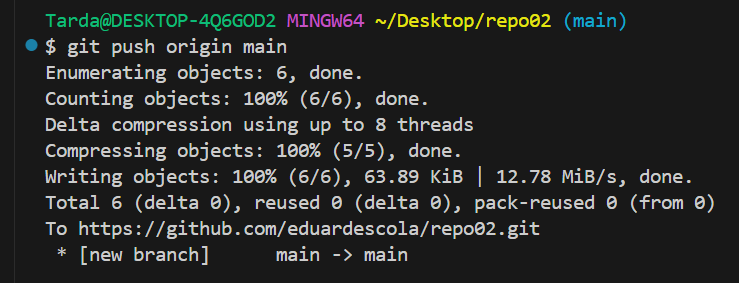 Tarda@DESKTOP-4Q6GOD2 MINGW64 ~/Desktop/repo02 (main)
$ git push origin main
Enumerating objects: 6, done.
Counting objects: 100% (6/6), done.
Delta compression using up to 8 threads
Compressing objects: 100% (5/5), done.
Writing objects: 100% (6/6), 63.89 KiB | 12.78 MiB/s, done.
Total 6 (delta 0), reused 0 (delta 0), pack-reused 0 (from 0)
To https://github.com/eduardescola/repo02.git
 * [new branch]      main -> main